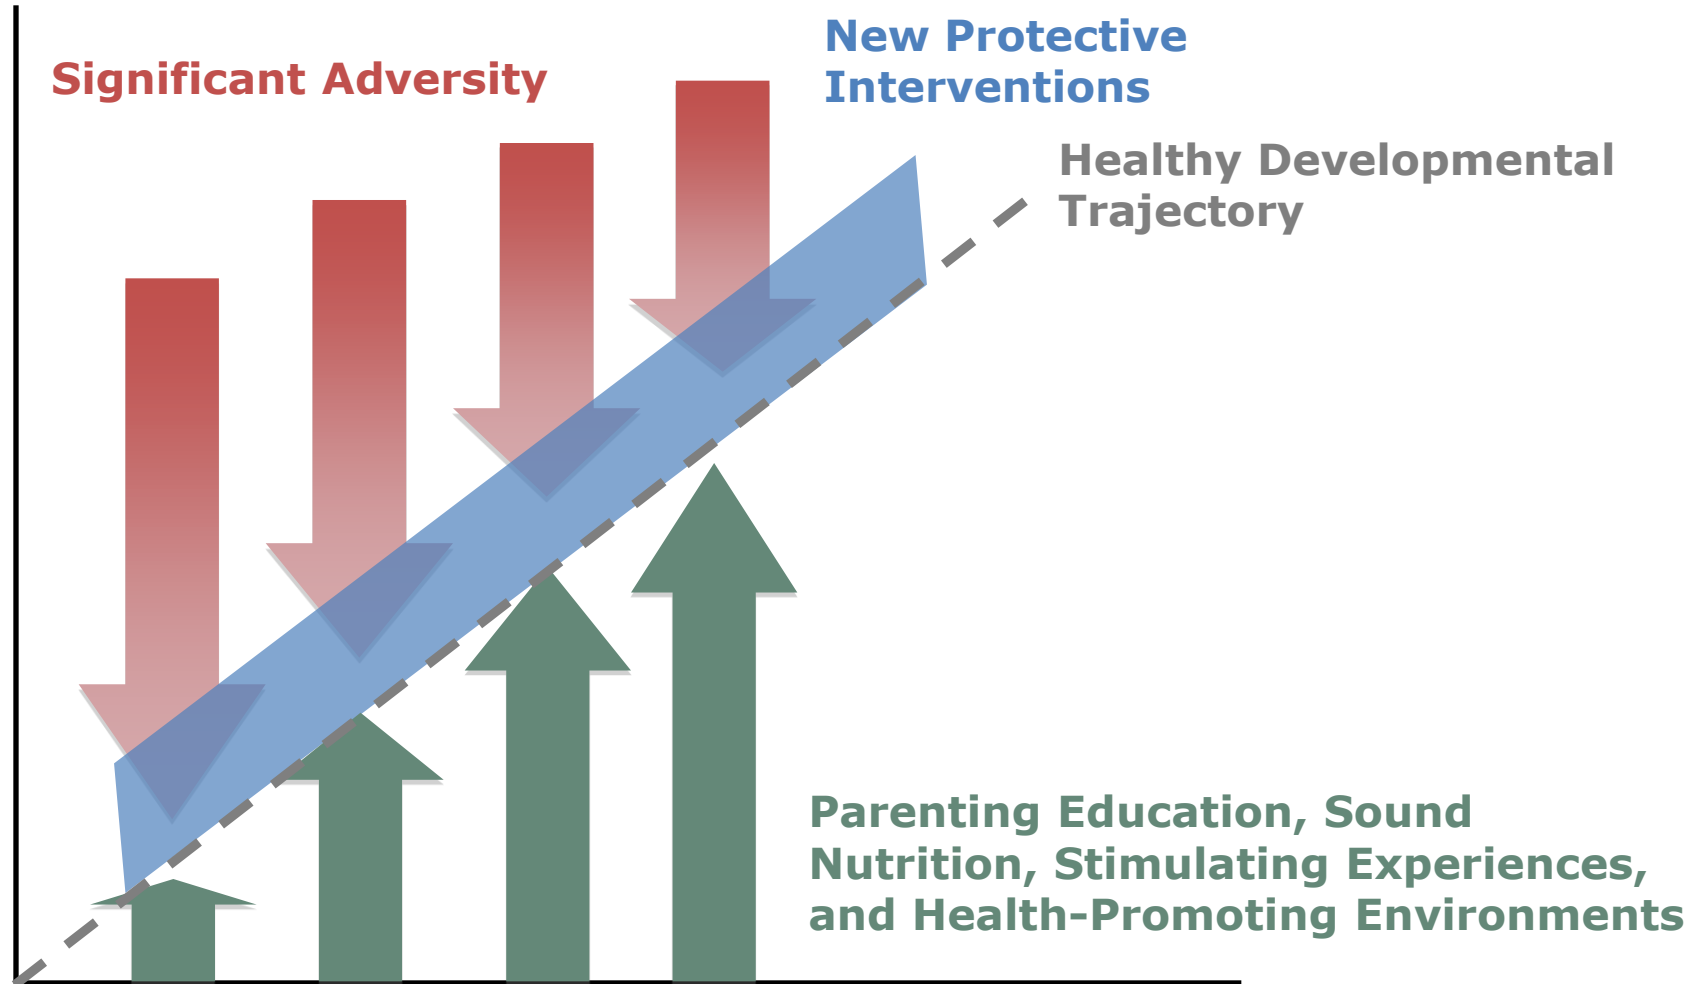 Significant Adversity
New Protective
Interventions
Healthy Developmental
Trajectory
Parenting Education, Sound
Nutrition, Stimulating Experiences,
and Health-Promoting Environments